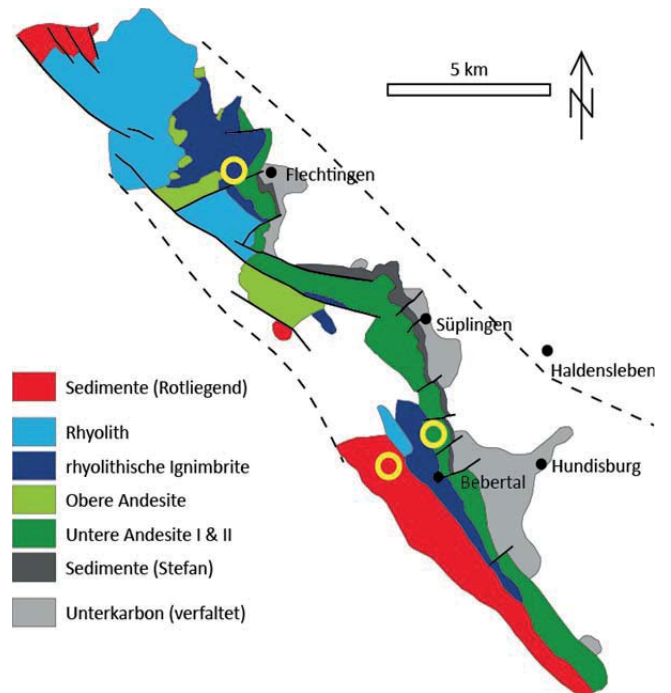 5 km
N
Flechtingen
Süplingen
Haldensleben
Hundisburg
Bebertal
Sedimente (Rotliegend)
Rhyolith
rhyolithische Ignimbrite
Obere Andesite
Untere Andesite I & II
Sedimente (Stefan)
Unterkarbon (verfaltet)